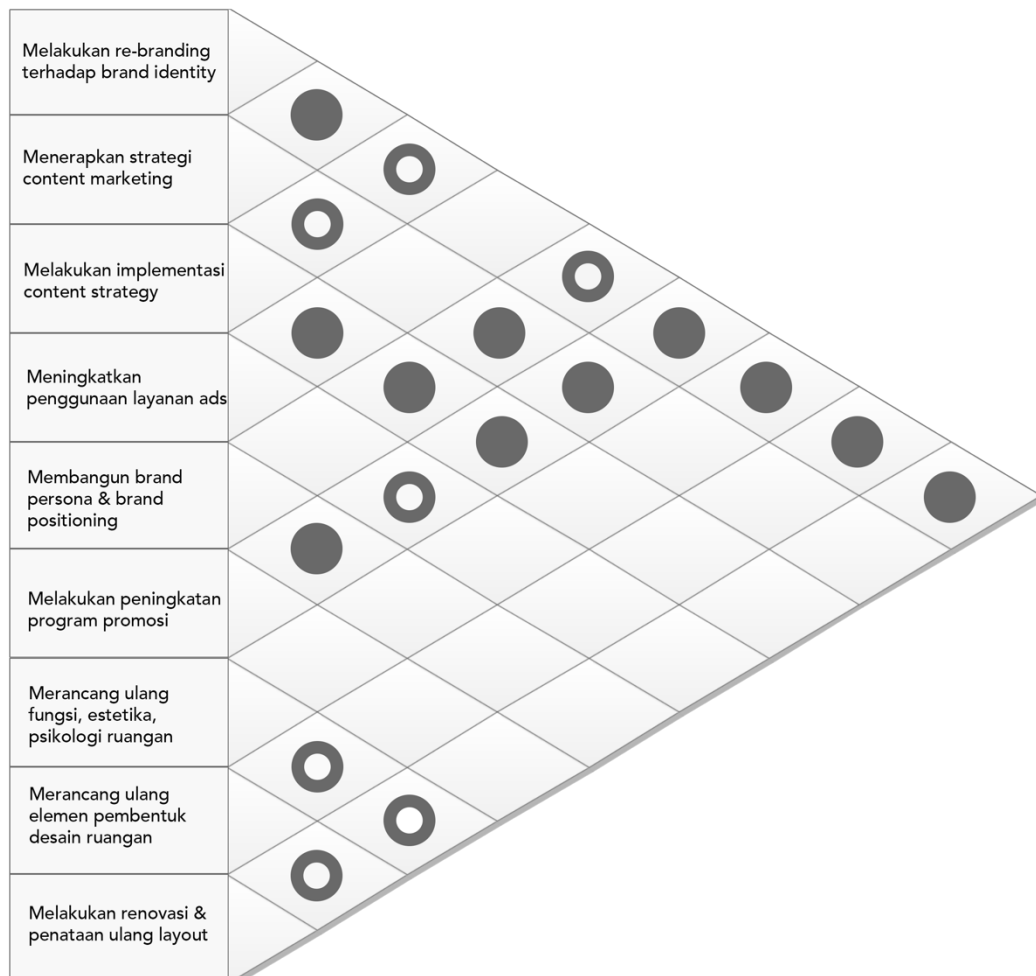 Melakukan re-branding
terhadap brand identity
Menerapkan strategi
content marketing
Melakukan implementasi
content strategy
Meningkatkan
penggunaan layanan ads
Membangun brand
persona & brand
positioning
Melakukan peningkatan
program promosi
Merancang ulang
fungsi, estetika,
psikologi ruangan
Merancang ulang
elemen pembentuk
desain ruangan
Melakukan renovasi &
penataan ulang layout